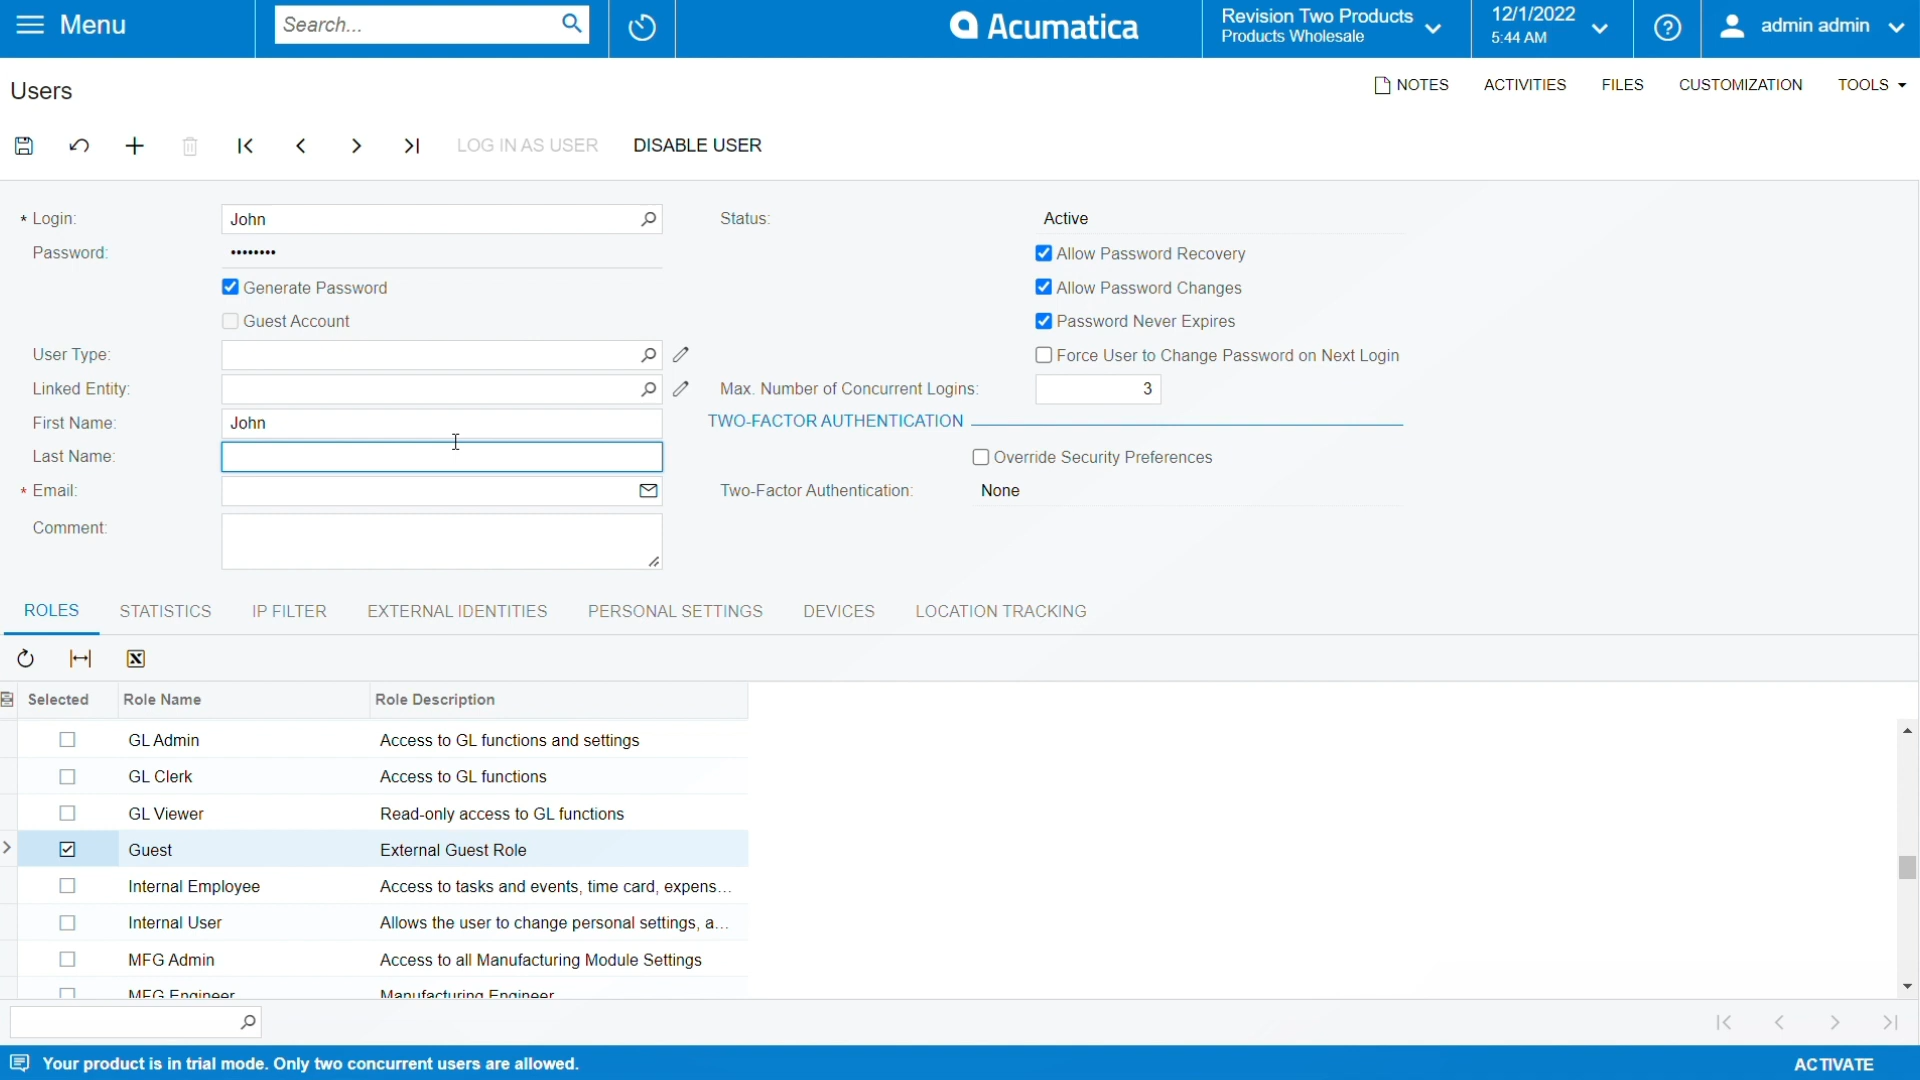 Menu
Search...
Acumatica
Revision Two Products
Products Wholesale
12/1/2022
5:44 AM
admin admin
Users
NOTES
ACTIVITIES
FILES
CUSTOMIZATION
TOOLS
LOG IN AS USER
DISABLE USER
* Login:
John
Password:
••••••••
Generate Password
Guest Account
User Type:
Linked Entity:
First Name:
John
Last Name:
* Email:
Comment:
Status:
Active
Allow Password Recovery
Allow Password Changes
Password Never Expires
Force User to Change Password on Next Login
Max. Number of Concurrent Logins:
3
TWO-FACTOR AUTHENTICATION
Override Security Preferences
Two-Factor Authentication:
None
ROLES
STATISTICS
IP FILTER
EXTERNAL IDENTITIES
PERSONAL SETTINGS
DEVICES
LOCATION TRACKING
Selected
Role Name
Role Description
GL Admin
Access to GL functions and settings
GL Clerk
Access to GL functions
GL Viewer
Read-only access to GL functions
Guest
External Guest Role
Internal Employee
Access to tasks and events, time card, expens...
Internal User
Allows the user to change personal settings, a...
MFG Admin
Access to all Manufacturing Module Settings
MFG Engineer
Manufacturing Engineer
Your product is in trial mode. Only two concurrent users are allowed.
ACTIVATE